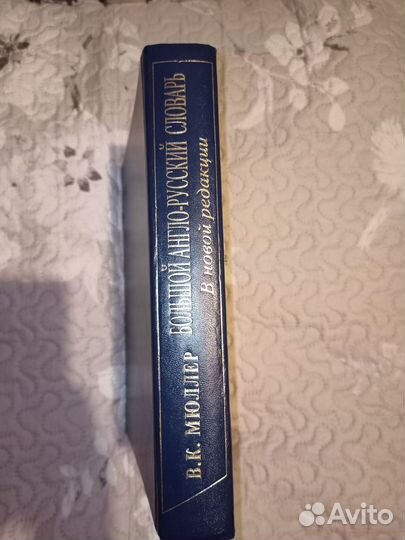 В.К. МЮЛЛЕР БОЛЬШОЙ АНГЛО-РУССКИЙ СЛОВАРЬ
В новой редакции
Avito